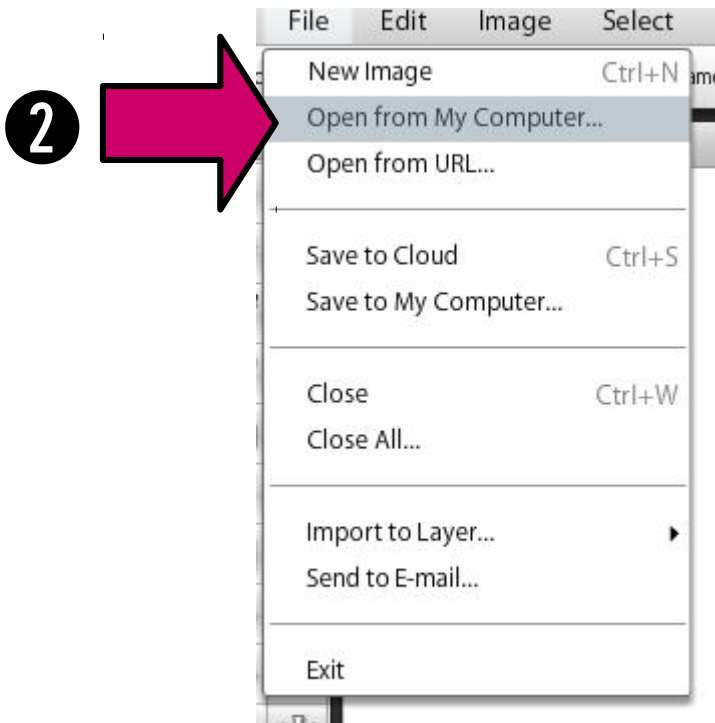 File Edit Image Select
New Image Ctrl+N
2
Open from My Computer...
Open from URL...
Save to Cloud Ctrl+S
Save to My Computer...
Close Ctrl+W
Close All...
Import to Layer...
Send to E-mail...
Exit